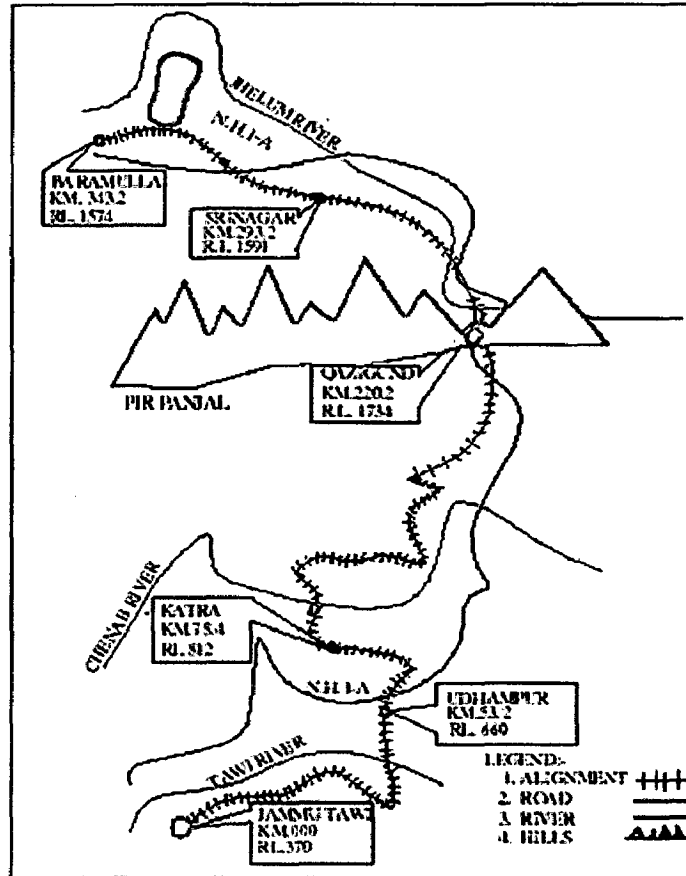 JHELUM RIVER
N.H.1-A
BARAMULLA
KM. 343.2
RL. 1574
SRINAGAR
KM.293.2
R.L. 1591
QAZIGUND
KM.220.2
R.L. 1734
PIR PANJAL
CHENAB RIVER
KATRA
KM.75.4
RL. 812
N.H.1-A
UDHAMPUR
KM.53.2
RL. 660
TAWI RIVER
JAMMU TAWI
KM.000
RL.370
LEGEND:-
1. ALIGNMENT
2. ROAD
3. RIVER
4. HILLS